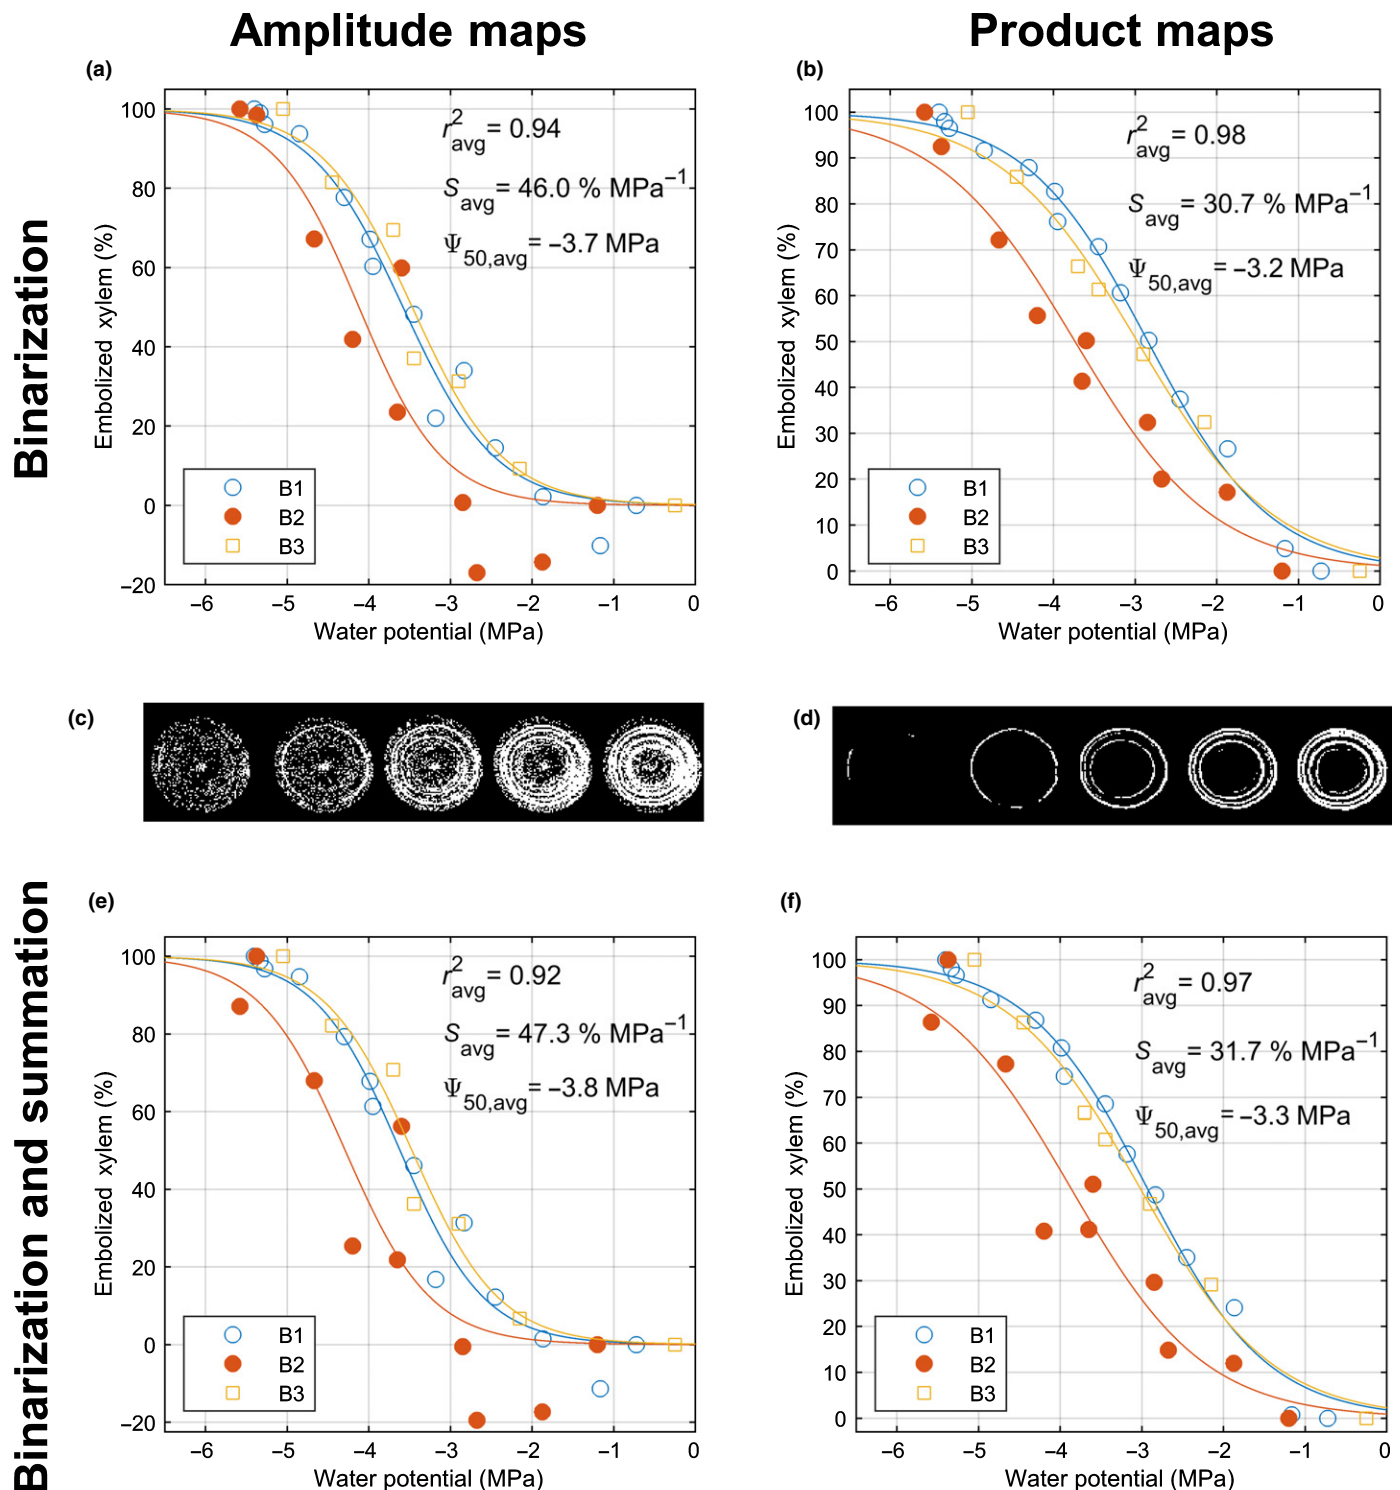 Amplitude maps
Product maps
Binarization
(a)
100
80
60
40
20
0
−20
Embolized xylem (%)
r²avg = 0.94
Savg = 46.0 % MPa−1
Ψ50,avg = −3.7 MPa
B1
B2
B3
−6 −5 −4 −3 −2 −1 0
Water potential (MPa)
(b)
100
90
80
70
60
50
40
30
20
10
0
Embolized xylem (%)
r²avg = 0.98
Savg = 30.7 % MPa−1
Ψ50,avg = −3.2 MPa
B1
B2
B3
−6 −5 −4 −3 −2 −1 0
Water potential (MPa)
(c)
(d)
Binarization and summation
(e)
100
80
60
40
20
0
−20
Embolized xylem (%)
r²avg = 0.92
Savg = 47.3 % MPa−1
Ψ50,avg = −3.8 MPa
B1
B2
B3
−6 −5 −4 −3 −2 −1 0
Water potential (MPa)
(f)
100
90
80
70
60
50
40
30
20
10
0
Embolized xylem (%)
r²avg = 0.97
Savg = 31.7 % MPa−1
Ψ50,avg = −3.3 MPa
B1
B2
B3
−6 −5 −4 −3 −2 −1 0
Water potential (MPa)